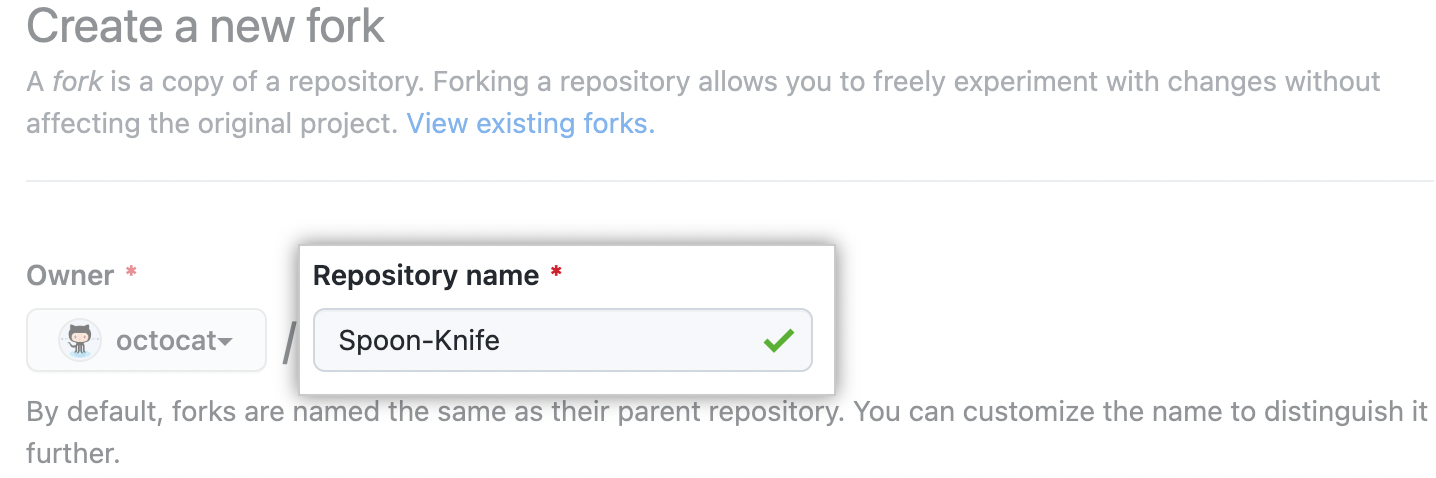 Create a new fork
A fork is a copy of a repository. Forking a repository allows you to freely experiment with changes without
affecting the original project. View existing forks.
Owner *
Repository name *
octocat
/
Spoon-Knife
By default, forks are named the same as their parent repository. You can customize the name to distinguish it
further.